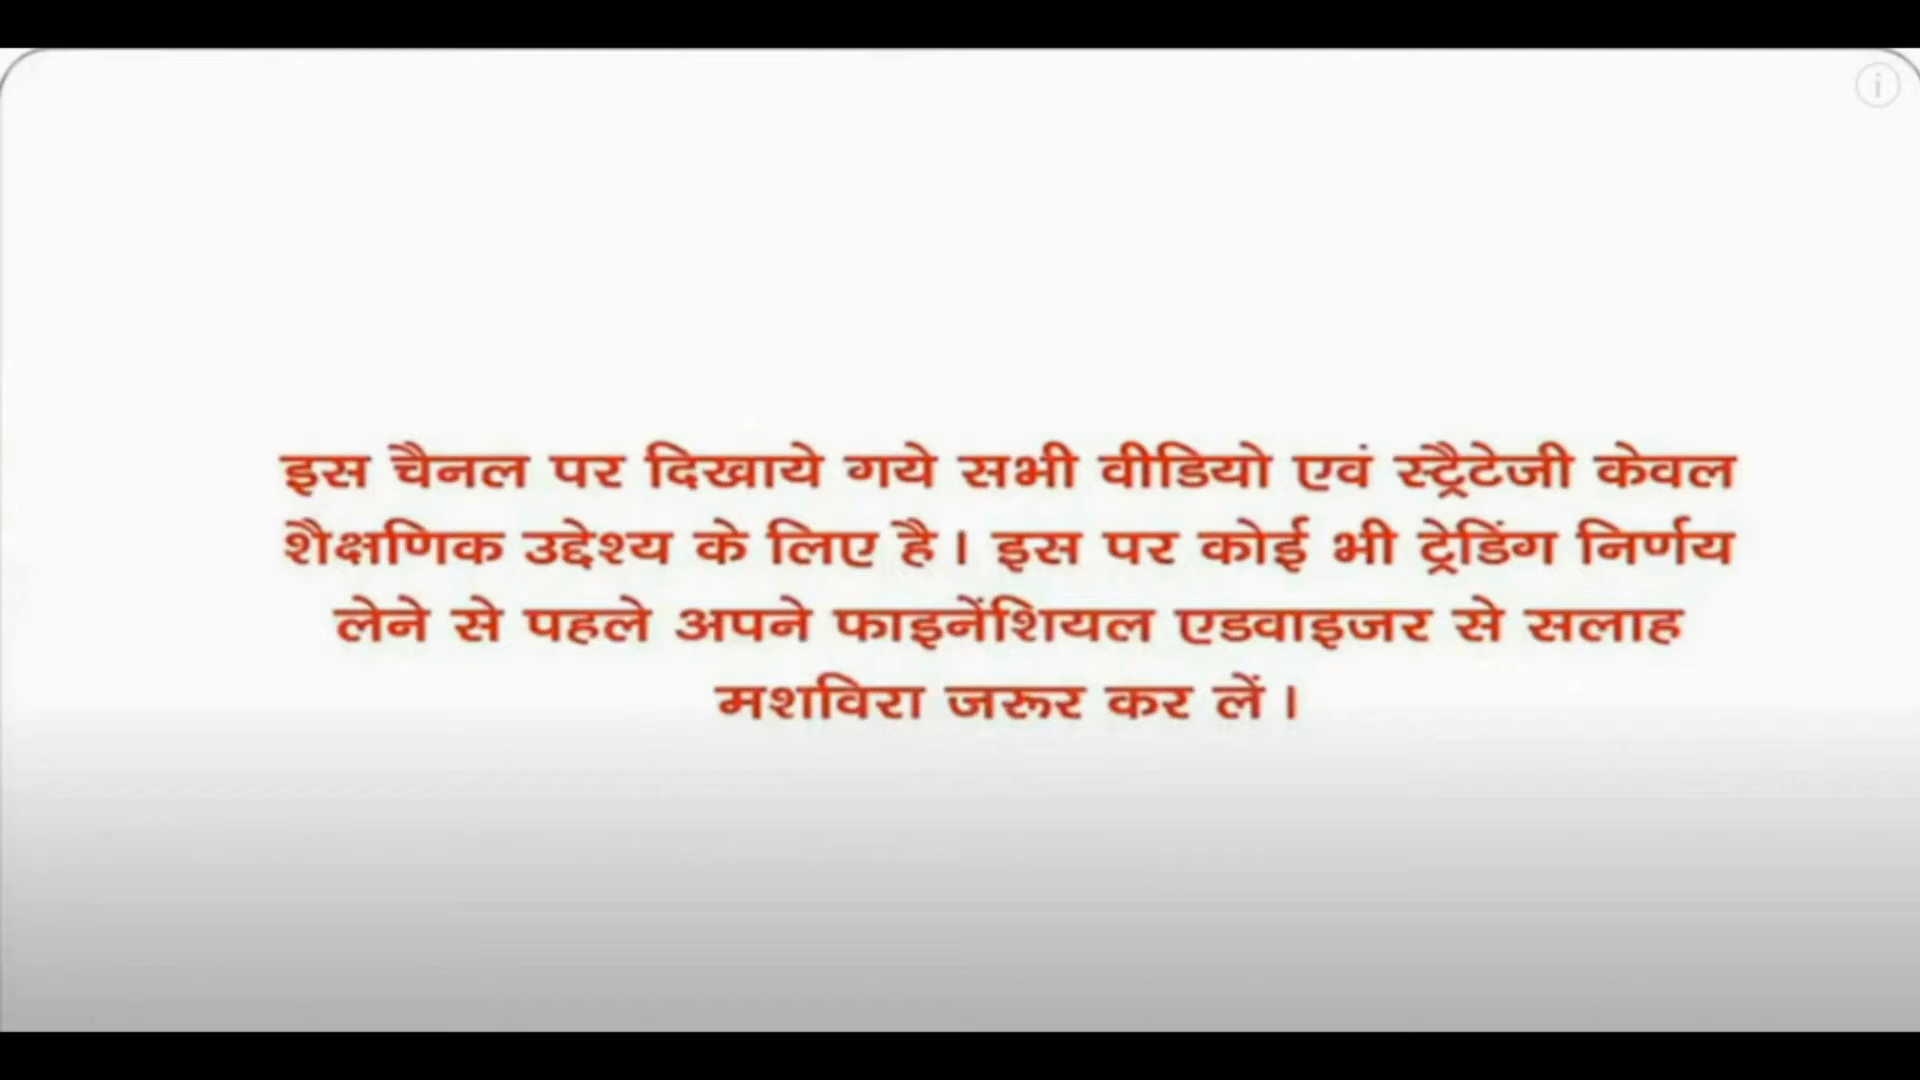 इस चैनल पर दिखाये गये सभी वीडियो एवं स्ट्रैटेजी केवल
शैक्षणिक उद्देश्य के लिए है। इस पर कोई भी ट्रेडिंग निर्णय
लेने से पहले अपने फाइनेंशियल एडवाइजर से सलाह
मशविरा जरूर कर लें।